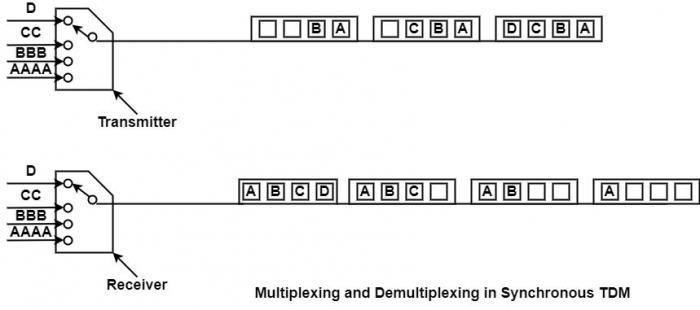 D
CC
BBB
AAAA
B A C B A D C B A
Transmitter
D
CC
BBB
AAAA
A B C D A B C A B A
Receiver
Multiplexing and Demultiplexing in Synchronous TDM